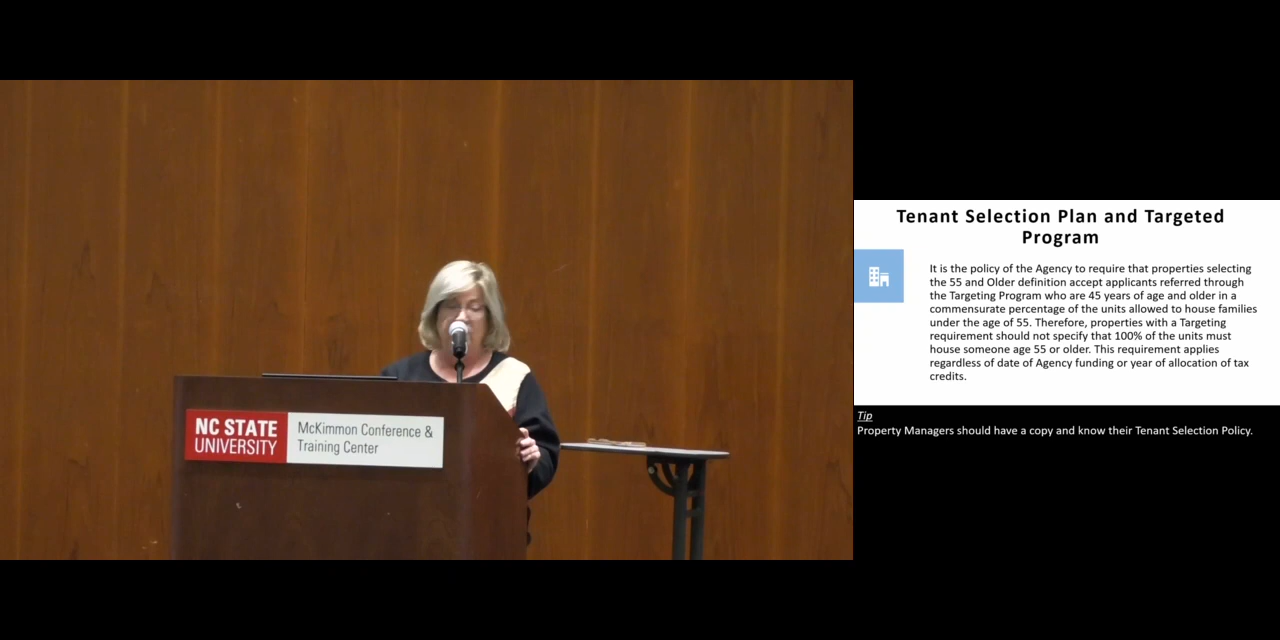 NC STATE
UNIVERSITY
McKimmon Conference &
Training Center
Tenant Selection Plan and Targeted
Program
It is the policy of the Agency to require that properties selecting
the 55 and Older definition accept applicants referred through
the Targeting Program who are 45 years of age and older in a
commensurate percentage of the units allowed to house families
under the age of 55. Therefore, properties with a Targeting
requirement should not specify that 100% of the units must
house someone age 55 or older. This requirement applies
regardless of date of Agency funding or year of allocation of tax
credits.
Tip
Property Managers should have a copy and know their Tenant Selection Policy.